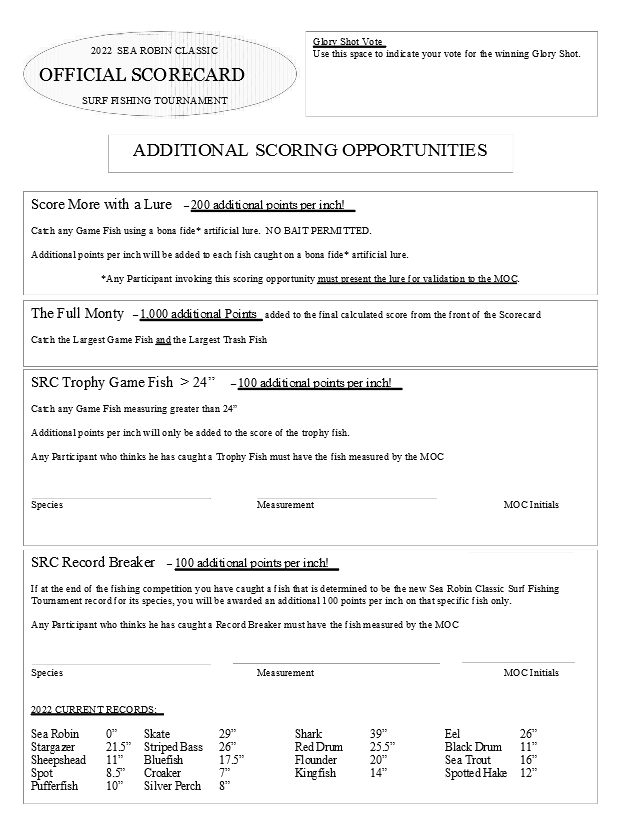 2022 SEA ROBIN CLASSIC
OFFICIAL SCORECARD
SURF FISHING TOURNAMENT
Glory Shot Vote
Use this space to indicate your vote for the winning Glory Shot.
ADDITIONAL SCORING OPPORTUNITIES
Score More with a Lure – 200 additional points per inch!
Catch any Game Fish using a bona fide* artificial lure. NO BAIT PERMITTED.
Additional points per inch will be added to each fish caught on a bona fide* artificial lure.
*Any Participant invoking this scoring opportunity must present the lure for validation to the MOC.
The Full Monty – 1,000 additional Points added to the final calculated score from the front of the Scorecard
Catch the Largest Game Fish and the Largest Trash Fish
SRC Trophy Game Fish > 24” – 100 additional points per inch!
Catch any Game Fish measuring greater than 24”
Additional points per inch will only be added to the score of the trophy fish.
Any Participant who thinks he has caught a Trophy Fish must have the fish measured by the MOC
Species Measurement MOC Initials
SRC Record Breaker – 100 additional points per inch!
If at the end of the fishing competition you have caught a fish that is determined to be the new Sea Robin Classic Surf Fishing
Tournament record for its species, you will be awarded an additional 100 points per inch on that specific fish only.
Any Participant who thinks he has caught a Record Breaker must have the fish measured by the MOC
Species Measurement MOC Initials
2022 CURRENT RECORDS:
Sea Robin 0” Skate 29” Shark 39” Eel 26”
Stargazer 21.5” Striped Bass 26” Red Drum 25.5” Black Drum 11”
Sheepshead 11” Bluefish 17.5” Flounder 20” Sea Trout 16”
Spot 8.5” Croaker 7” Kingfish 14” Spotted Hake 12”
Pufferfish 10” Silver Perch 8”